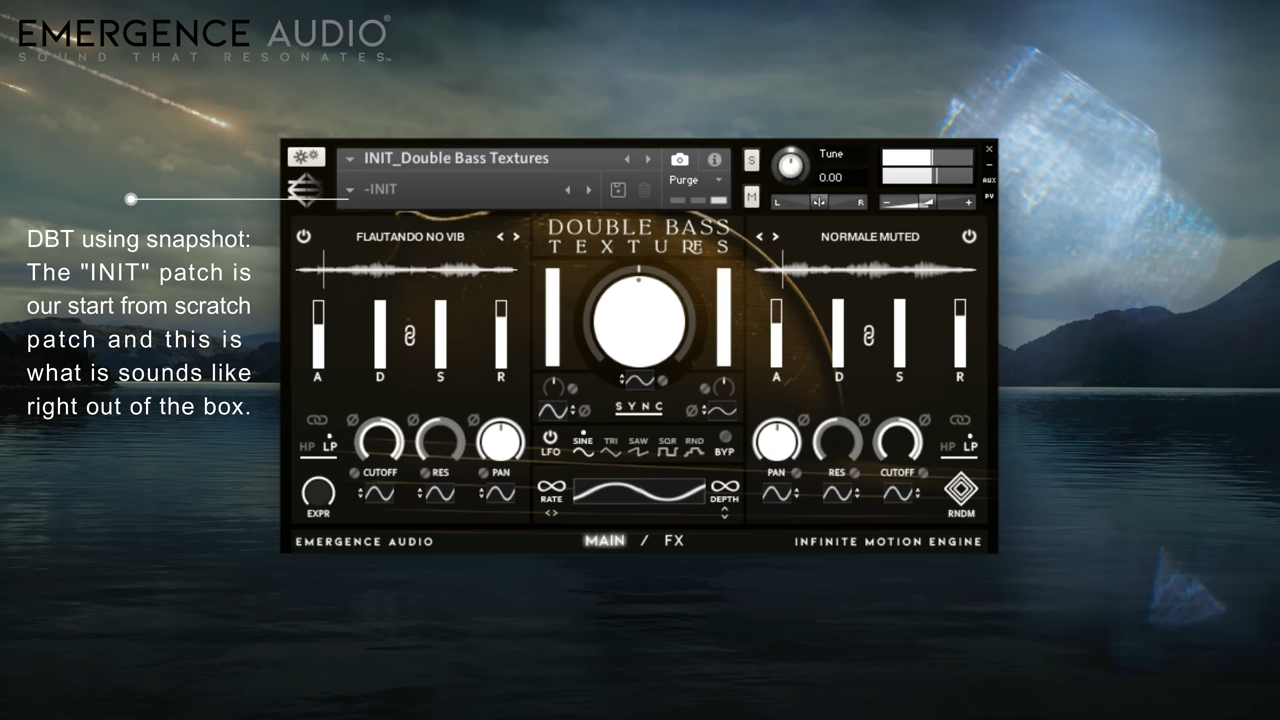 EMERGENCE AUDIO®
SOUND THAT RESONATES™
DBT using snapshot:
The "INIT" patch is
our start from scratch
patch and this is
what is sounds like
right out of the box.
INIT_Double Bass Textures
-INIT
Purge
S
M
Tune
0.00
L R
- +
×
-
AUX
PV
FLAUTANDO NO VIB
< >
DOUBLE BASS
TEXTURES
< >
NORMALE MUTED
A D S R
A D S R
SYNC
HP LP
CUTOFF RES PAN
EXPR
LFO SINE TRI SAW SQR RND BYP
RATE
DEPTH
PAN RES CUTOFF
HP LP
RNDM
EMERGENCE AUDIO
MAIN / FX
INFINITE MOTION ENGINE